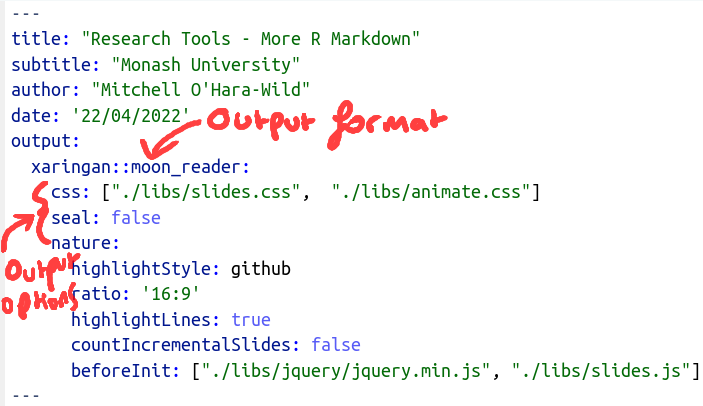 ---
title: "Research Tools - More R Markdown"
subtitle: "Monash University"
author: "Mitchell O'Hara-Wild"
date: '22/04/2022'
Output format
output:
  xaringan::moon_reader:
    css: ["./libs/slides.css",  "./libs/animate.css"]
    seal: false
    nature:
Output
options
      highlightStyle: github
      ratio: '16:9'
      highlightLines: true
      countIncrementalSlides: false
      beforeInit: ["./libs/jquery/jquery.min.js", "./libs/slides.js"]
---